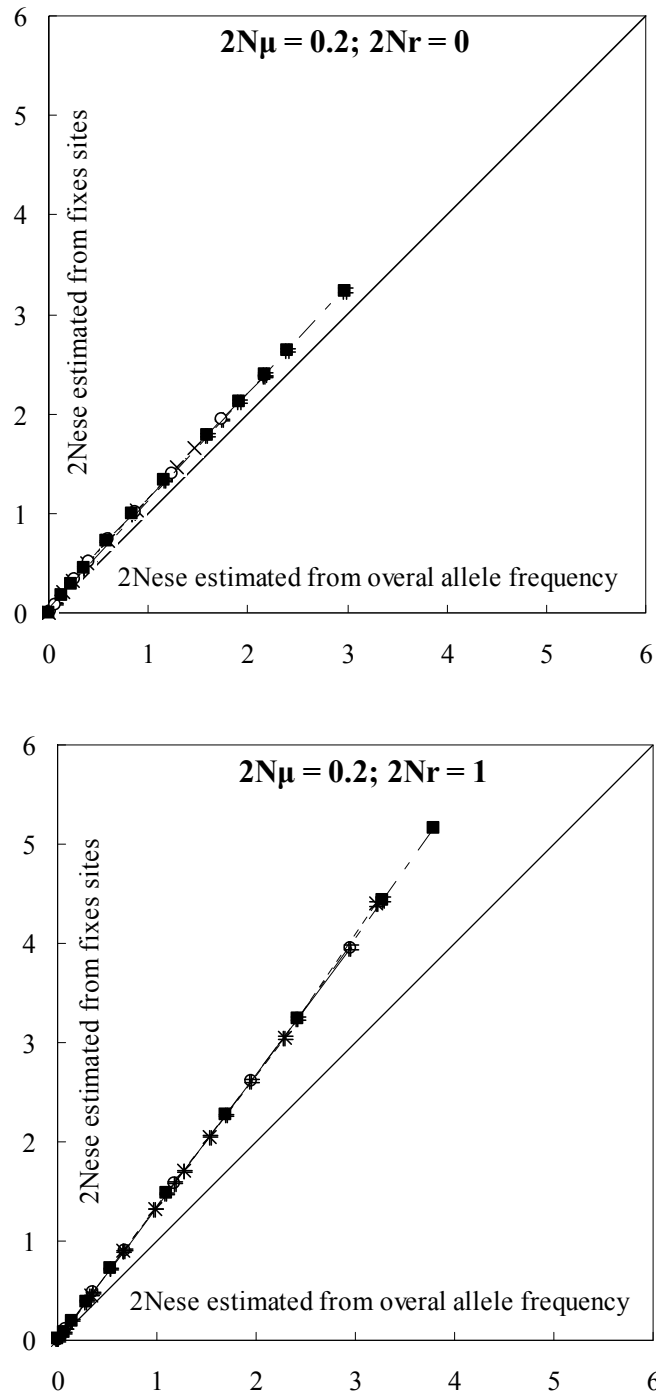 2Nμ = 0.2; 2Nr = 0
6
5
4
3
2
1
0
2Nese estimated from fixes sites
2Nese estimated from overal allele frequency
0 1 2 3 4 5 6
2Nμ = 0.2; 2Nr = 1
6
5
4
3
2
1
0
2Nese estimated from fixes sites
2Nese estimated from overal allele frequency
0 1 2 3 4 5 6